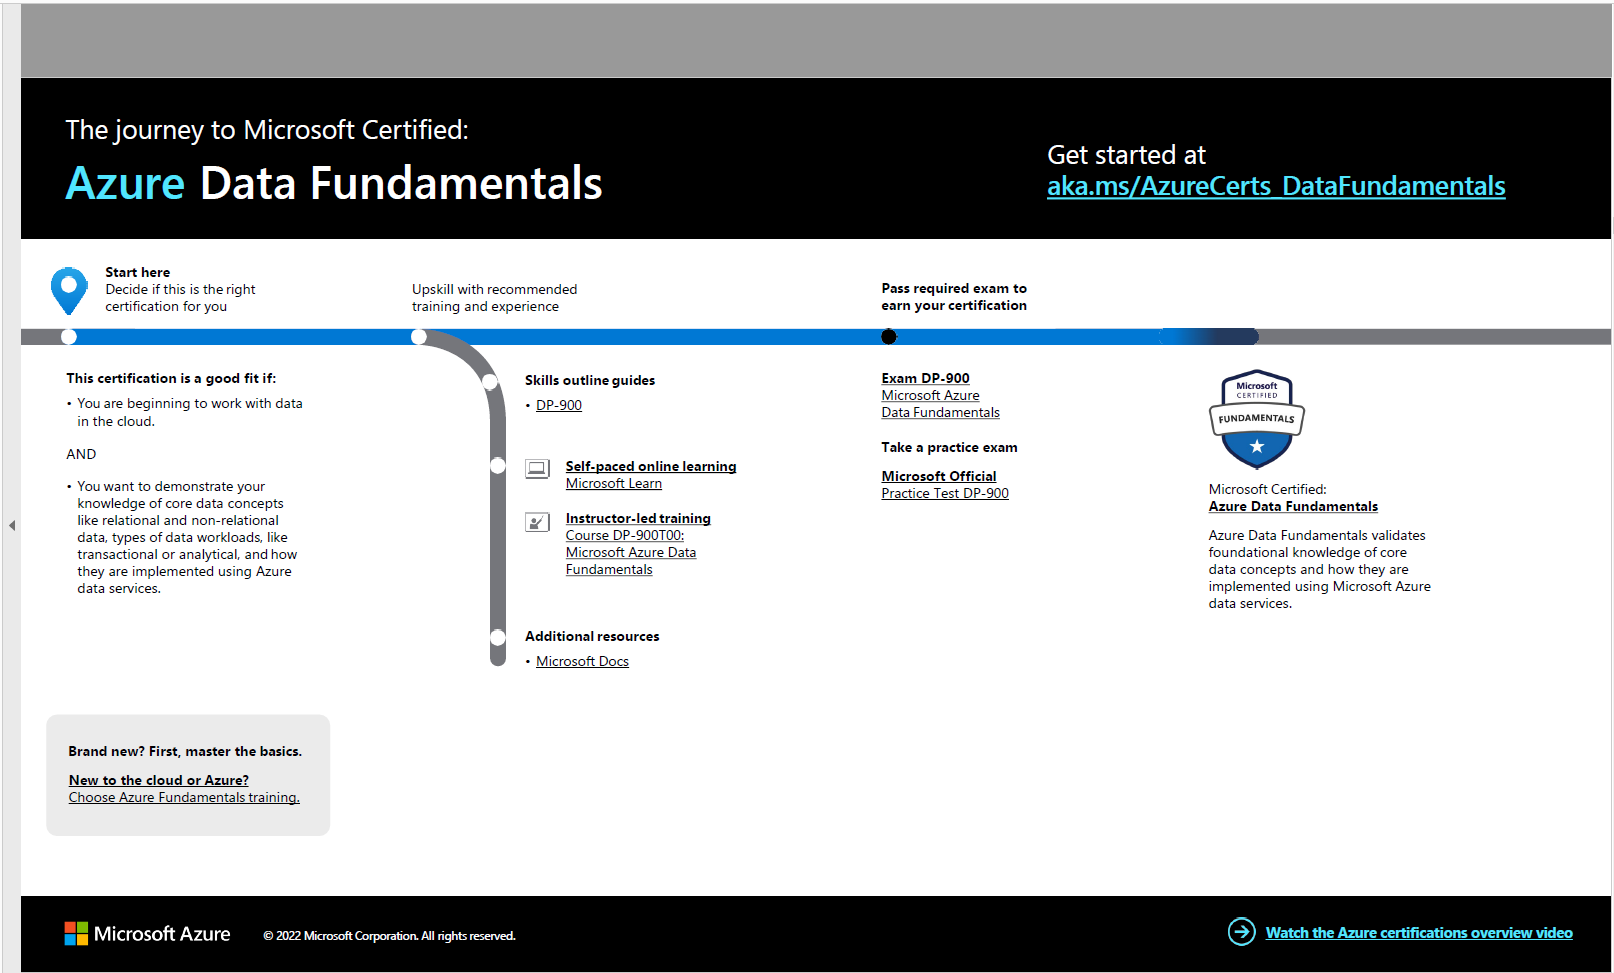 The journey to Microsoft Certified:
Azure Data Fundamentals
Get started at
aka.ms/AzureCerts_DataFundamentals
Start here
Decide if this is the right
certification for you
Upskill with recommended
training and experience
Pass required exam to
earn your certification
This certification is a good fit if:
• You are beginning to work with data
in the cloud.
AND
• You want to demonstrate your
knowledge of core data concepts
like relational and non-relational
data, types of data workloads, like
transactional or analytical, and how
they are implemented using Azure
data services.
Brand new? First, master the basics.
New to the cloud or Azure?
Choose Azure Fundamentals training.
Skills outline guides
• DP-900
Self-paced online learning
Microsoft Learn
Instructor-led training
Course DP-900T00:
Microsoft Azure Data
Fundamentals
Additional resources
• Microsoft Docs
Exam DP-900
Microsoft Azure
Data Fundamentals
Take a practice exam
Microsoft Official
Practice Test DP-900
Microsoft
CERTIFIED
FUNDAMENTALS
Microsoft Certified:
Azure Data Fundamentals
Azure Data Fundamentals validates
foundational knowledge of core
data concepts and how they are
implemented using Microsoft Azure
data services.
Microsoft Azure
© 2022 Microsoft Corporation. All rights reserved.
Watch the Azure certifications overview video